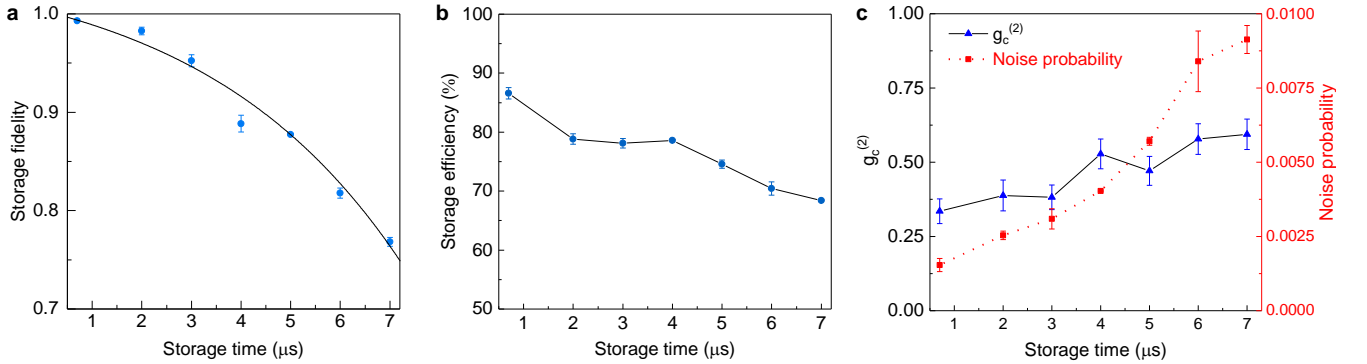 a
1.0
0.9
0.8
0.7
Storage fidelity
1 2 3 4 5 6 7
Storage time (μs)
b
100
90
80
70
60
50
Storage efficiency (%)
1 2 3 4 5 6 7
Storage time (μs)
c
1.00
0.75
0.50
0.25
0.00
g_c^(2)
g_c^(2)
Noise probability
1 2 3 4 5 6 7
Storage time (μs)
0.0100
0.0075
0.0050
0.0025
0.0000
Noise probability